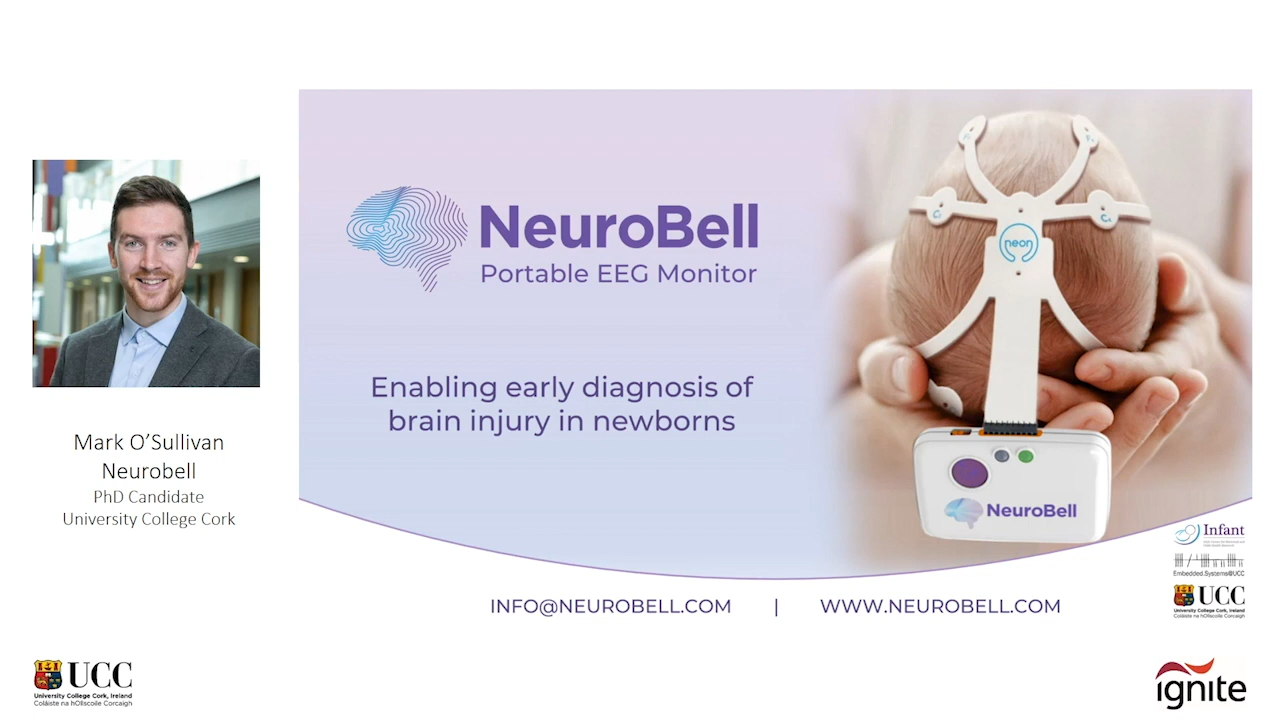 NeuroBell
Portable EEG Monitor
Enabling early diagnosis of
brain injury in newborns
neon
NeuroBell
Mark O’Sullivan
Neurobell
PhD Candidate
University College Cork
INFO@NEUROBELL.COM | WWW.NEUROBELL.COM
Infant
Embedded.Systems@UCC
UCC
University College Cork, Ireland
Coláiste na hOllscoile Corcaigh
UCC
University College Cork, Ireland
Coláiste na hOllscoile Corcaigh
ignite